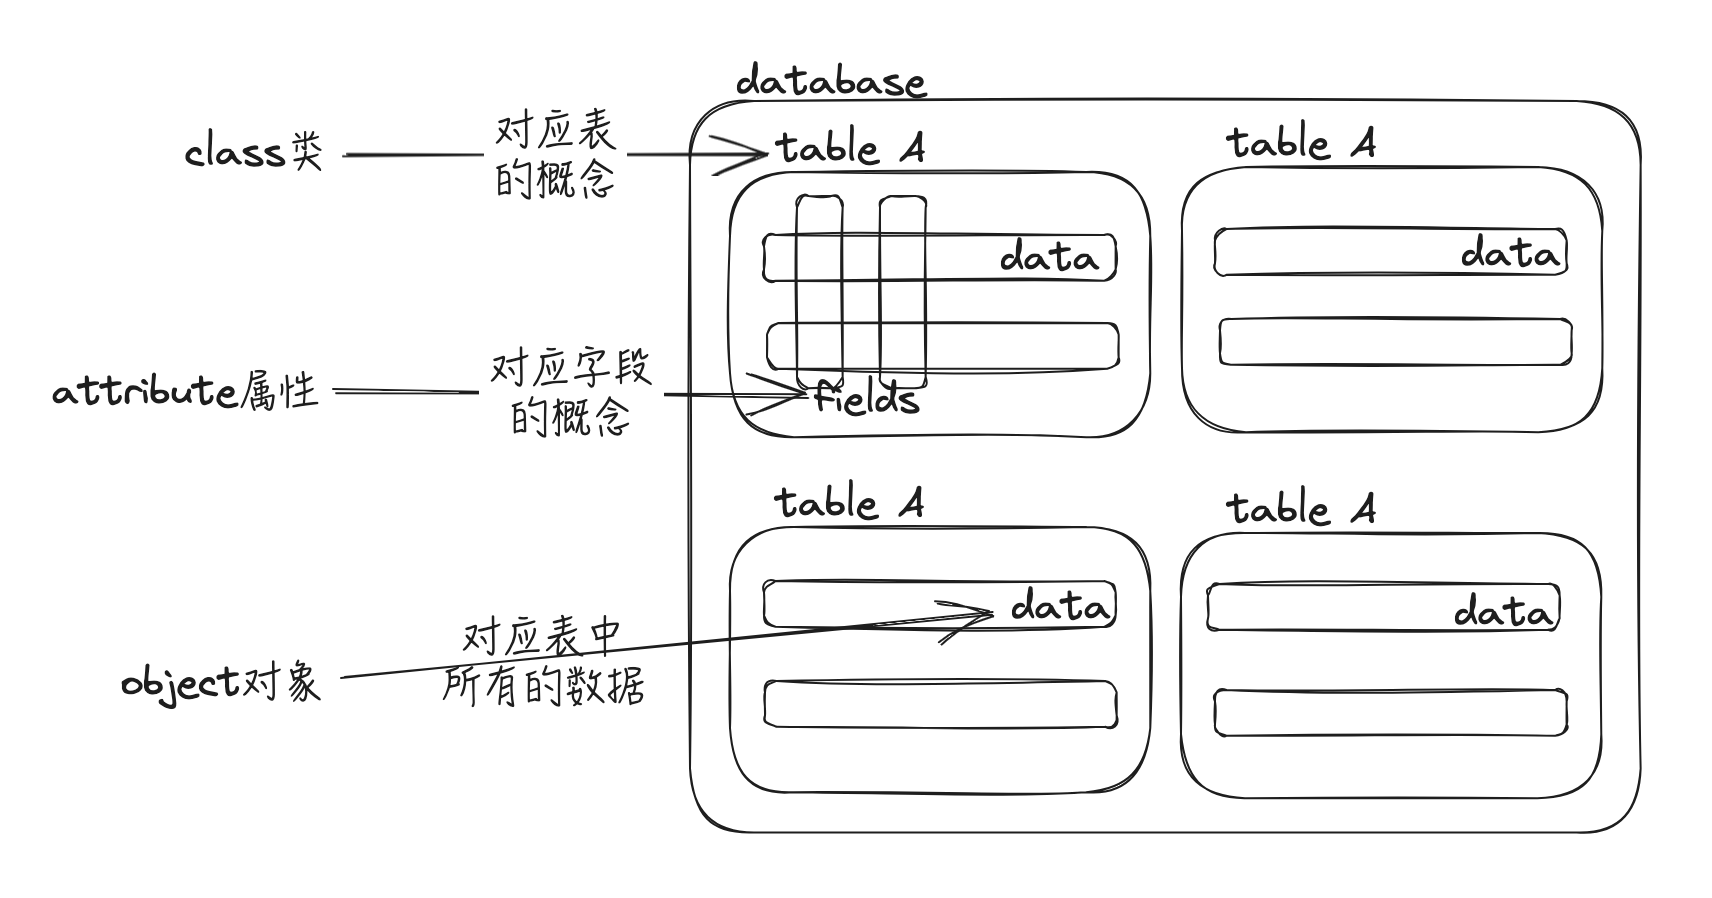 database
class类
对应表
的概念
table A
table A
data
data
attribute属性
对应字段
的概念
fields
table A
table A
data
data
object对象
对应表中
所有的数据